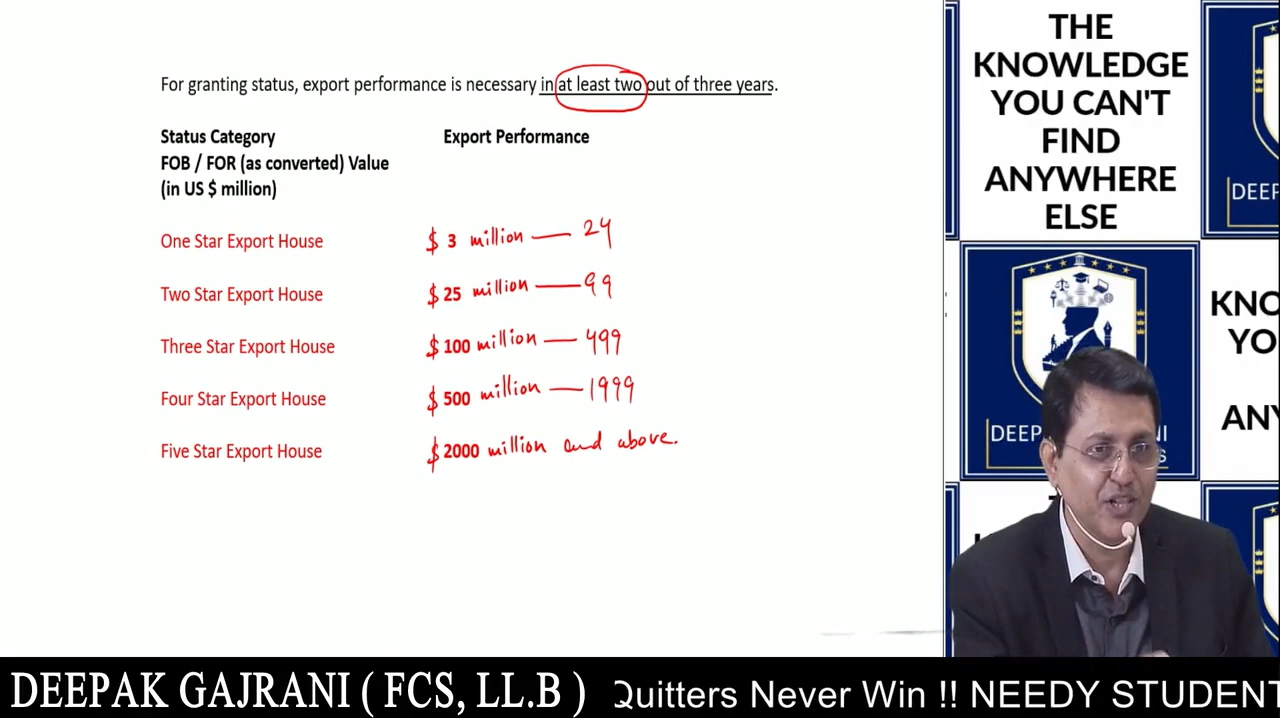 For granting status, export performance is necessary in at least two out of three years.
Status Category Export Performance
FOB / FOR (as converted) Value
(in US $ million)
One Star Export House $ 3 million — 24
Two Star Export House $ 25 million — 99
Three Star Export House $ 100 million — 499
Four Star Export House $ 500 million — 1999
Five Star Export House $ 2000 million and above.
THE
KNOWLEDGE
YOU CAN'T
FIND
ANYWHERE
ELSE
DEEP
KNO
YO
ANY
DEEP NI
S
DEEPAK GAJRANI ( FCS, LL.B ) Quitters Never Win !! NEEDY STUDENT